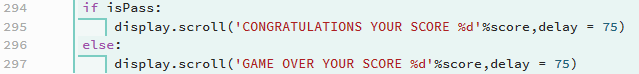 294 if isPass:
295 display.scroll('CONGRATULATIONS YOUR SCORE %d'%score,delay = 75)
296 else:
297 display.scroll('GAME OVER YOUR SCORE %d'%score,delay = 75)